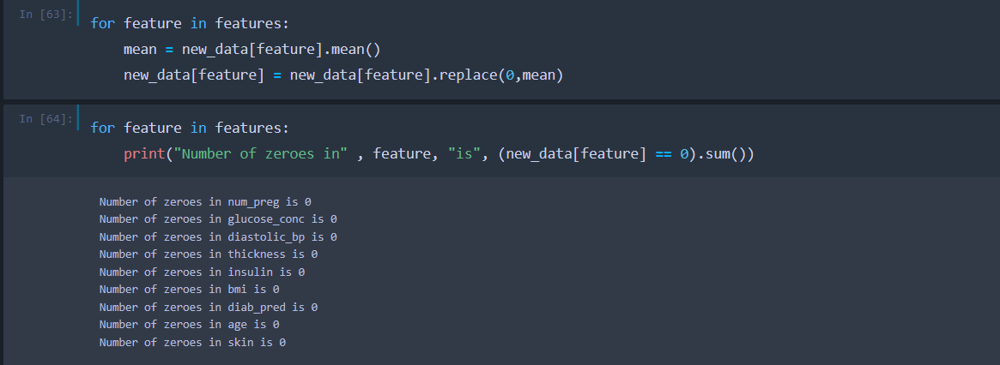 In [63]: for feature in features:
mean = new_data[feature].mean()
new_data[feature] = new_data[feature].replace(0,mean)
In [64]: for feature in features:
print("Number of zeroes in" , feature, "is", (new_data[feature] == 0).sum())
Number of zeroes in num_preg is 0
Number of zeroes in glucose_conc is 0
Number of zeroes in diastolic_bp is 0
Number of zeroes in thickness is 0
Number of zeroes in insulin is 0
Number of zeroes in bmi is 0
Number of zeroes in diab_pred is 0
Number of zeroes in age is 0
Number of zeroes in skin is 0